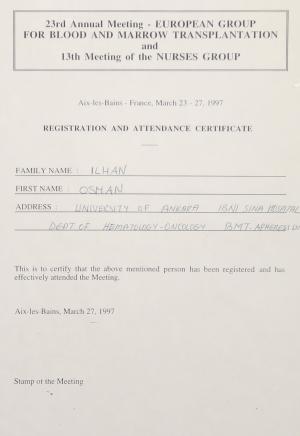 23rd Annual Meeting - EUROPEAN GROUP
FOR BLOOD AND MARROW TRANSPLANTATION
and
13th Meeting of the NURSES GROUP
Aix-les-Bains - France, March 23 - 27, 1997
REGISTRATION AND ATTENDANCE CERTIFICATE
FAMILY NAME : ILHAN
FIRST NAME : OSMAN
ADDRESS : UNIVERSITY OF ANKARA IBNI SINA HOSPITAL
DEPT OF HEMATOLOGY-ONCOLOGY BMT. APHERESIS
This is to certify that the above mentioned person has been registered and has
effectively attended the Meeting.
Aix-les-Bains, March 27, 1997
Stamp of the Meeting